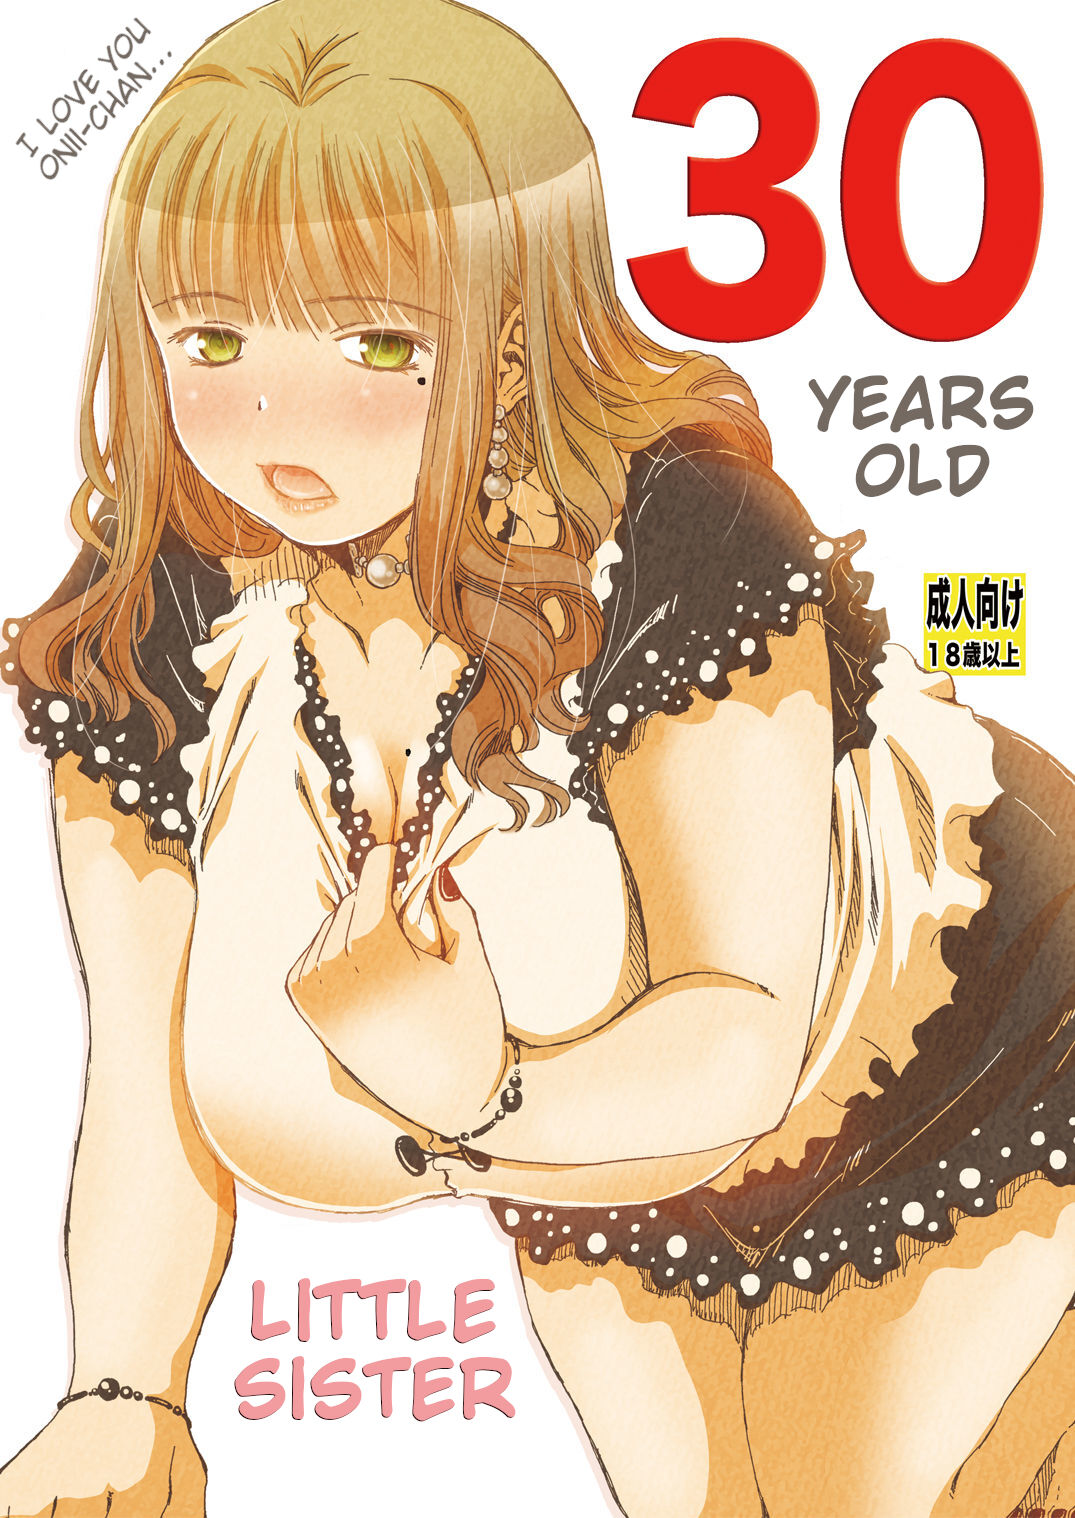 I LOVE YOU
ONII-CHAN...
30
YEARS
OLD
成人向け
18歳以上
LITTLE
SISTER